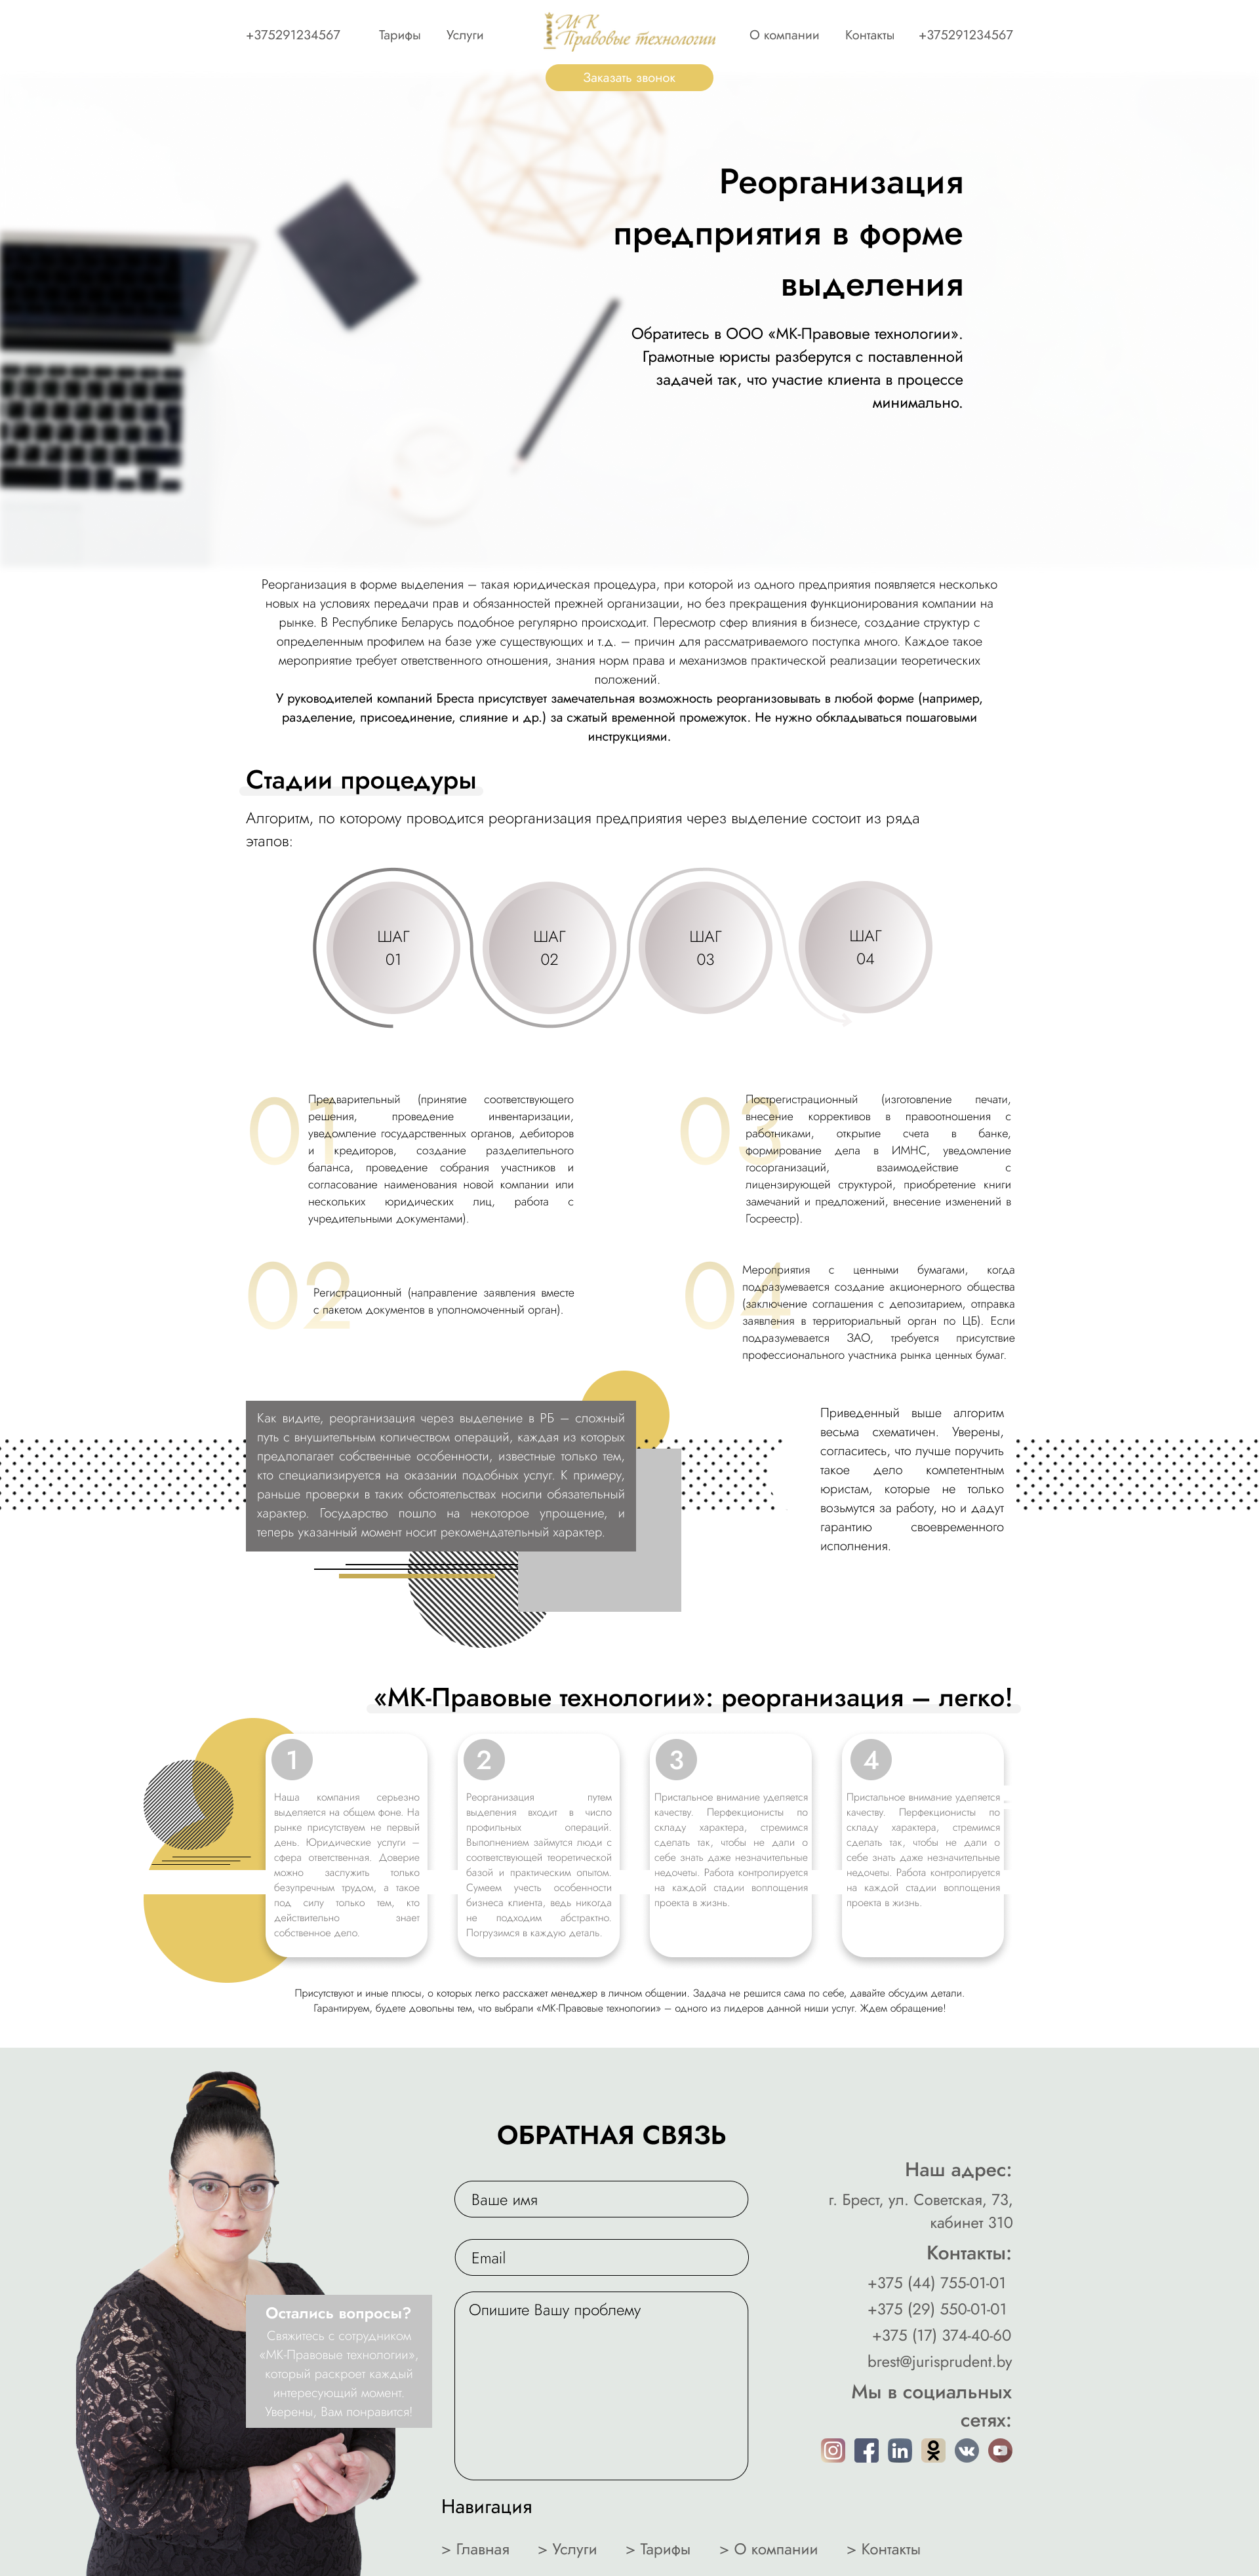 +375291234567 Тарифы Услуги МК Правовые технологии О компании Контакты +375291234567
Заказать звонок
Реорганизация
предприятия в форме
выделения
Обратитесь в ООО «МК-Правовые технологии».
Грамотные юристы разберутся с поставленной
задачей так, что участие клиента в процессе
минимально.
Реорганизация в форме выделения – такая юридическая процедура, при которой из одного предприятия появляется несколько
новых на условиях передачи прав и обязанностей прежней организации, но без прекращения функционирования компании на
рынке. В Республике Беларусь подобное регулярно происходит. Пересмотр сфер влияния в бизнесе, создание структур с
определенным профилем на базе уже существующих и т.д. – причин для рассматриваемого поступка много. Каждое такое
мероприятие требует ответственного отношения, знания норм права и механизмов практической реализации теоретических
положений.
У руководителей компаний Бреста присутствует замечательная возможность реорганизовывать в любой форме (например,
разделение, присоединение, слияние и др.) за сжатый временной промежуток. Не нужно обкладываться пошаговыми
инструкциями.
Стадии процедуры
Алгоритм, по которому проводится реорганизация предприятия через выделение состоит из ряда
этапов:
ШАГ
01
ШАГ
02
ШАГ
03
ШАГ
04
01
Предварительный (принятие соответствующего
решения, проведение инвентаризации,
уведомление государственных органов, дебиторов
и кредиторов, создание разделительного
баланса, проведение собрания участников и
согласование наименования новой компании или
нескольких юридических лиц, работа с
учредительными документами).
03
Пострегистрационный (изготовление печати,
внесение коррективов в правоотношения с
работниками, открытие счета в банке,
формирование дела в ИМНС, уведомление
госорганизаций, взаимодействие с
лицензирующей структурой, приобретение книги
замечаний и предложений, внесение изменений в
Госреестр).
02
Регистрационный (направление заявления вместе
с пакетом документов в уполномоченный орган).
04
Мероприятия с ценными бумагами, когда
подразумевается создание акционерного общества
(заключение соглашения с депозитарием, отправка
заявления в территориальный орган по ЦБ). Если
подразумевается ЗАО, требуется присутствие
профессионального участника рынка ценных бумаг.
Как видите, реорганизация через выделение в РБ – сложный
путь с внушительным количеством операций, каждая из которых
предполагает собственные особенности, известные только тем,
кто специализируется на оказании подобных услуг. К примеру,
раньше проверки в таких обстоятельствах носили обязательный
характер. Государство пошло на некоторое упрощение, и
теперь указанный момент носит рекомендательный характер.
Приведенный выше алгоритм
весьма схематичен. Уверены,
согласитесь, что лучше поручить
такое дело компетентным
юристам, которые не только
возьмутся за работу, но и дадут
гарантию своевременного
исполнения.
«МК-Правовые технологии»: реорганизация – легко!
1
Наша компания серьезно
выделяется на общем фоне. На
рынке присутствуем не первый
день. Юридические услуги –
сфера ответственная. Доверие
можно заслужить только
безупречным трудом, а такое
под силу только тем, кто
действительно знает
собственное дело.
2
Реорганизация путем
выделения входит в число
профильных операций.
Выполнением займутся люди с
соответствующей теоретической
базой и практическим опытом.
Сумеем учесть особенности
бизнеса клиента, ведь никогда
не подходим абстрактно.
Погрузимся в каждую деталь.
3
Пристальное внимание уделяется
качеству. Перфекционисты по
складу характера, стремимся
сделать так, чтобы не дали о
себе знать даже незначительные
недочеты. Работа контролируется
на каждой стадии воплощения
проекта в жизнь.
4
Пристальное внимание уделяется
качеству. Перфекционисты по
складу характера, стремимся
сделать так, чтобы не дали о
себе знать даже незначительные
недочеты. Работа контролируется
на каждой стадии воплощения
проекта в жизнь.
Присутствуют и иные плюсы, о которых легко расскажет менеджер в личном общении. Задача не решится сама по себе, давайте обсудим детали.
Гарантируем, будете довольны тем, что выбрали «МК-Правовые технологии» – одного из лидеров данной ниши услуг. Ждем обращение!
Остались вопросы?
Свяжитесь с сотрудником
«МК-Правовые технологии»,
который раскроет каждый
интересующий момент.
Уверены, Вам понравится!
ОБРАТНАЯ СВЯЗЬ
Ваше имя
Email
Опишите Вашу проблему
Наш адрес:
г. Брест, ул. Советская, 73,
кабинет 310
Контакты:
+375 (44) 755-01-01
+375 (29) 550-01-01
+375 (17) 374-40-60
brest@jurisprudent.by
Мы в социальных
сетях:
Навигация
> Главная > Услуги > Тарифы > О компании > Контакты